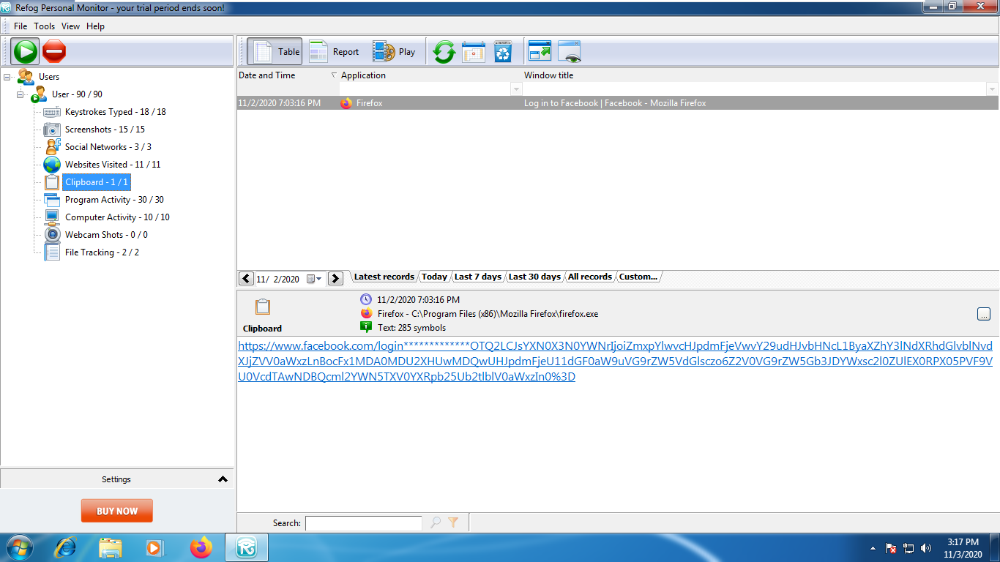 Refog Personal Monitor - your trial period ends soon!
File Tools View Help
Table Report Play
Users
User - 90 / 90
Keystrokes Typed - 18 / 18
Screenshots - 15 / 15
Social Networks - 3 / 3
Websites Visited - 11 / 11
Clipboard - 1 / 1
Program Activity - 30 / 30
Computer Activity - 10 / 10
Webcam Shots - 0 / 0
File Tracking - 2 / 2
Settings
BUY NOW
Date and Time Application Window title
11/2/2020 7:03:16 PM Firefox Log in to Facebook | Facebook - Mozilla Firefox
11/ 2/2020 Latest records Today Last 7 days Last 30 days All records Custom...
Clipboard
11/2/2020 7:03:16 PM
Firefox - C:\Program Files (x86)\Mozilla Firefox\firefox.exe
...
Text: 285 symbols
https://www.facebook.com/login*************OTQ2LCJsYXN0X3N0YWNrIjoiZmxpYlwvcHJpdmFjeVwvY29udHJvbHNcL1ByaXZhY3lNdXRhdGlvblNvd
XJjZVV0aWxzLnBocFx1MDA0MDU2XHUwMDQwUHJpdmFjeU11dGF0aW9uVG9rZW5VdGlsczo6Z2V0VG9rZW5Gb3JDYWxsc2l0ZUlEX0RPX05PVF9V
U0VcdTAwNDBQcml2YWN5TXV0YXRpb25Ub2tlblV0aWxzIn0%3D
Search:
3:17 PM
11/3/2020